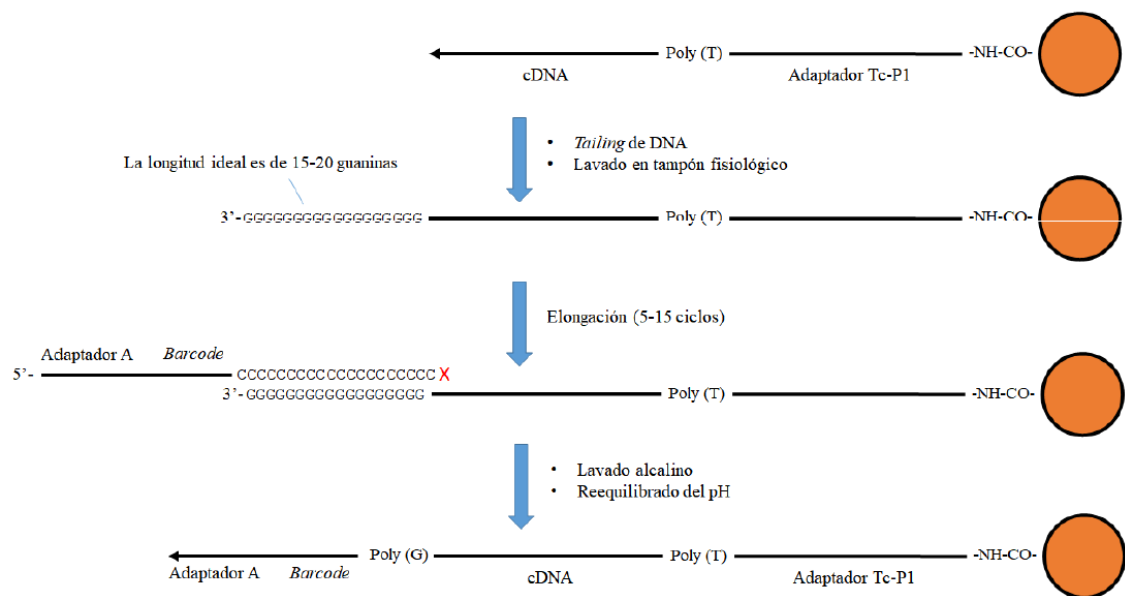 Poly (T) -NH-CO-
cDNA Adaptador Tc-P1
• Tailing de DNA
• Lavado en tampón fisiológico
La longitud ideal es de 15-20 guaninas
3’-GGGGGGGGGGGGGGGGGG Poly (T) -NH-CO-
Elongación (5-15 ciclos)
Adaptador A Barcode
5’- CCCCCCCCCCCCCCCCCCCC X
3’-GGGGGGGGGGGGGGGGGG Poly (T) -NH-CO-
• Lavado alcalino
• Reequilibrado del pH
Poly (G) Poly (T) -NH-CO-
Adaptador A Barcode cDNA Adaptador Tc-P1